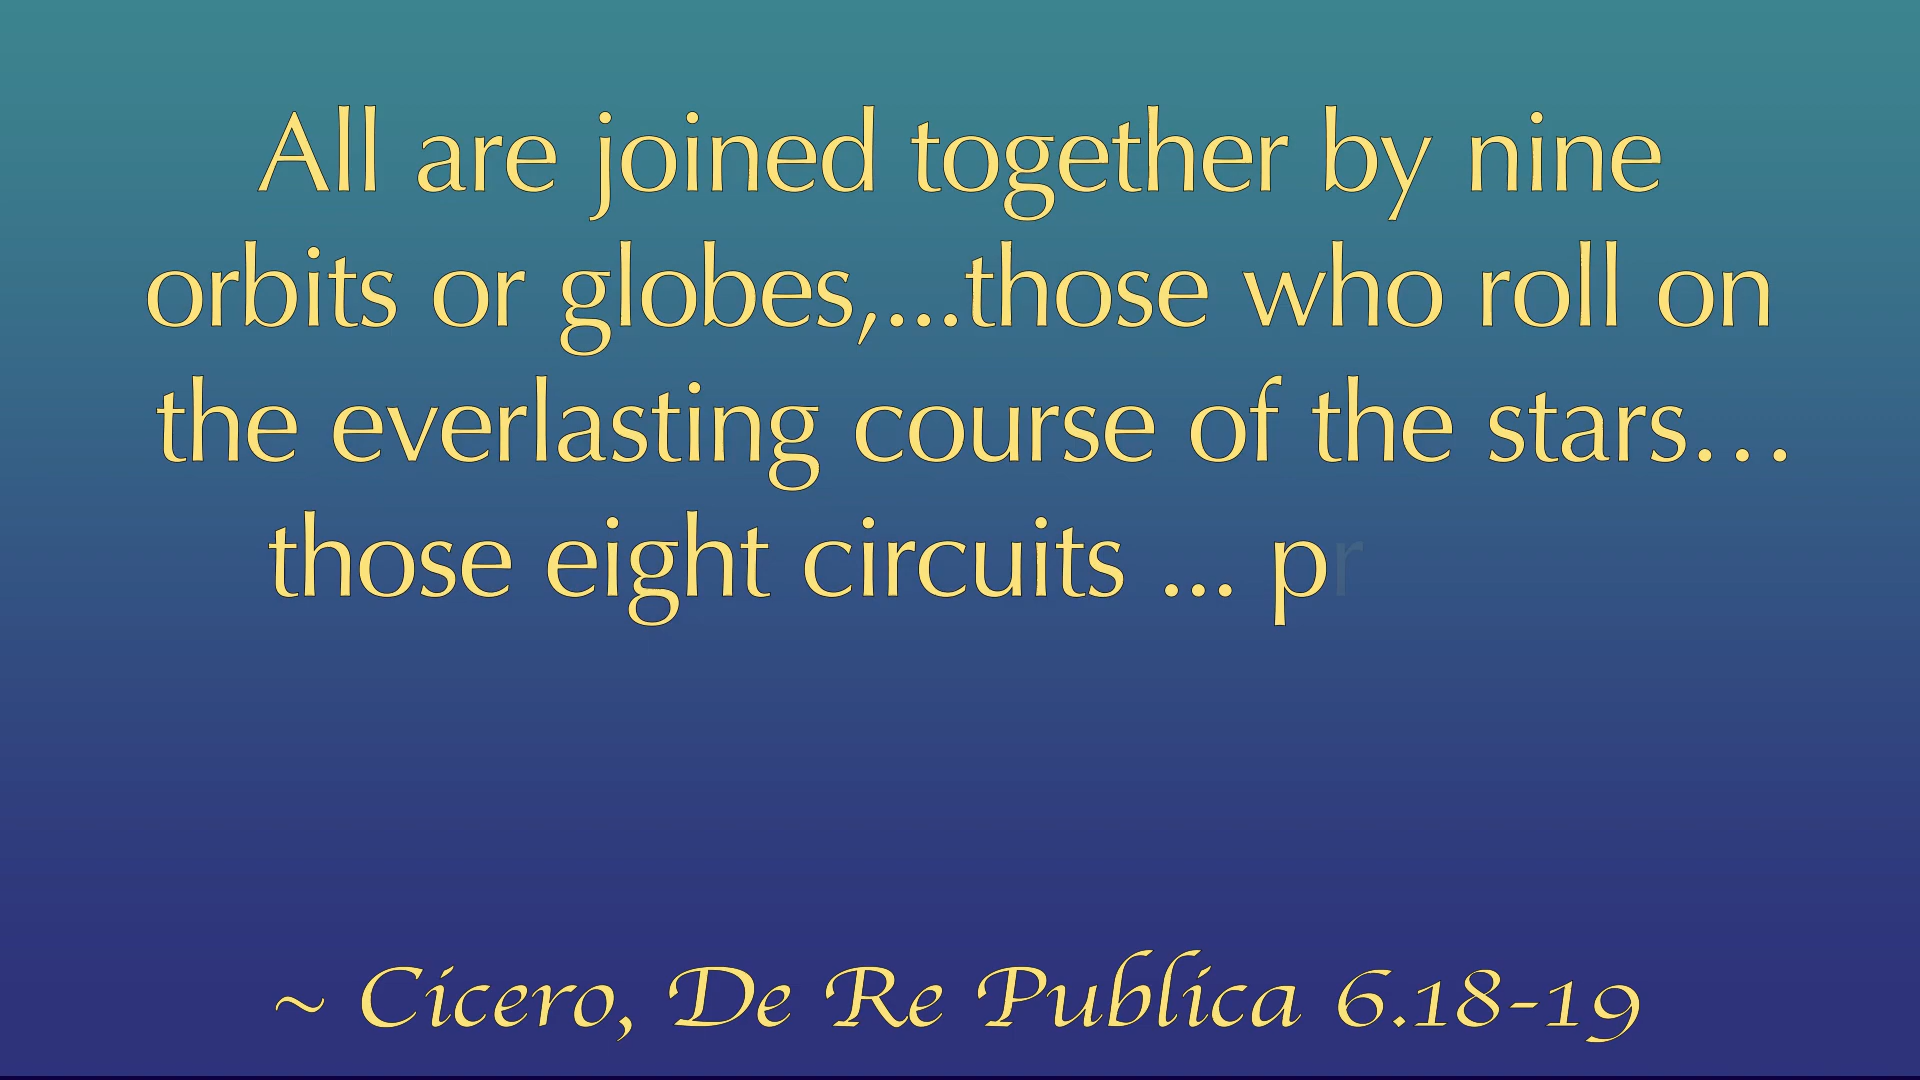 All are joined together by nine
orbits or globes,...those who roll on
the everlasting course of the stars...
those eight circuits ... pr
~ Cicero, De Re Publica 6.18-19